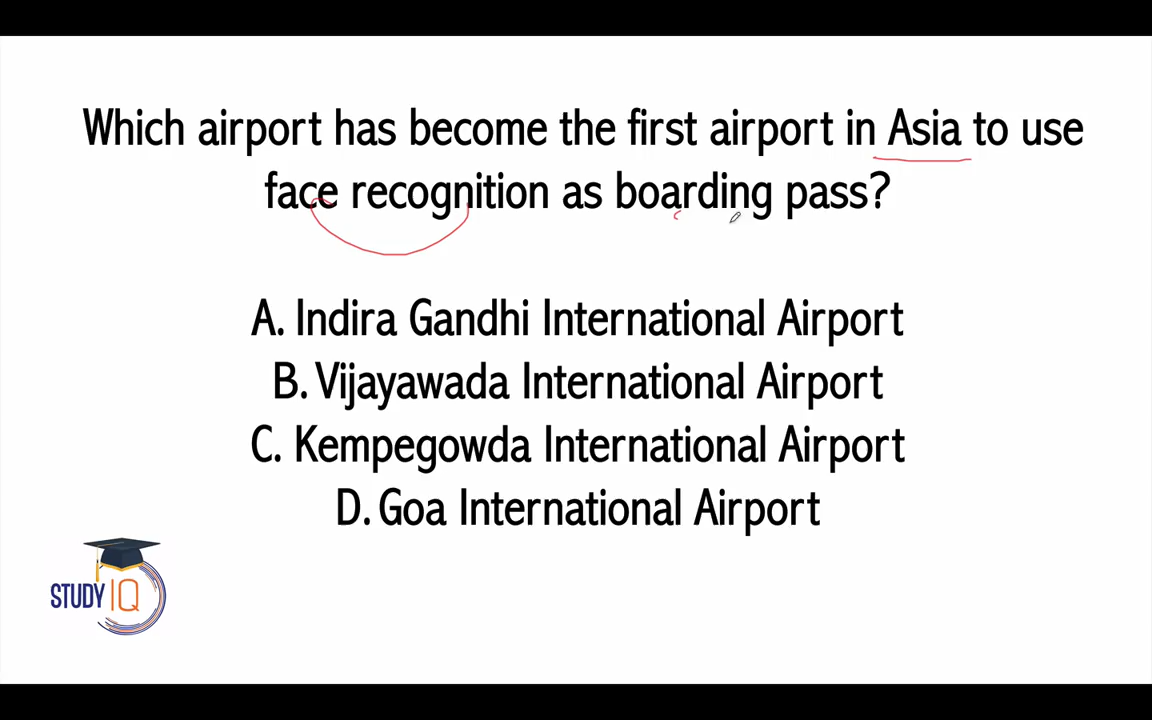 Which airport has become the first airport in Asia to use
face recognition as boarding pass?
A. Indira Gandhi International Airport
B. Vijayawada International Airport
C. Kempegowda International Airport
D. Goa International Airport
STUDY IQ